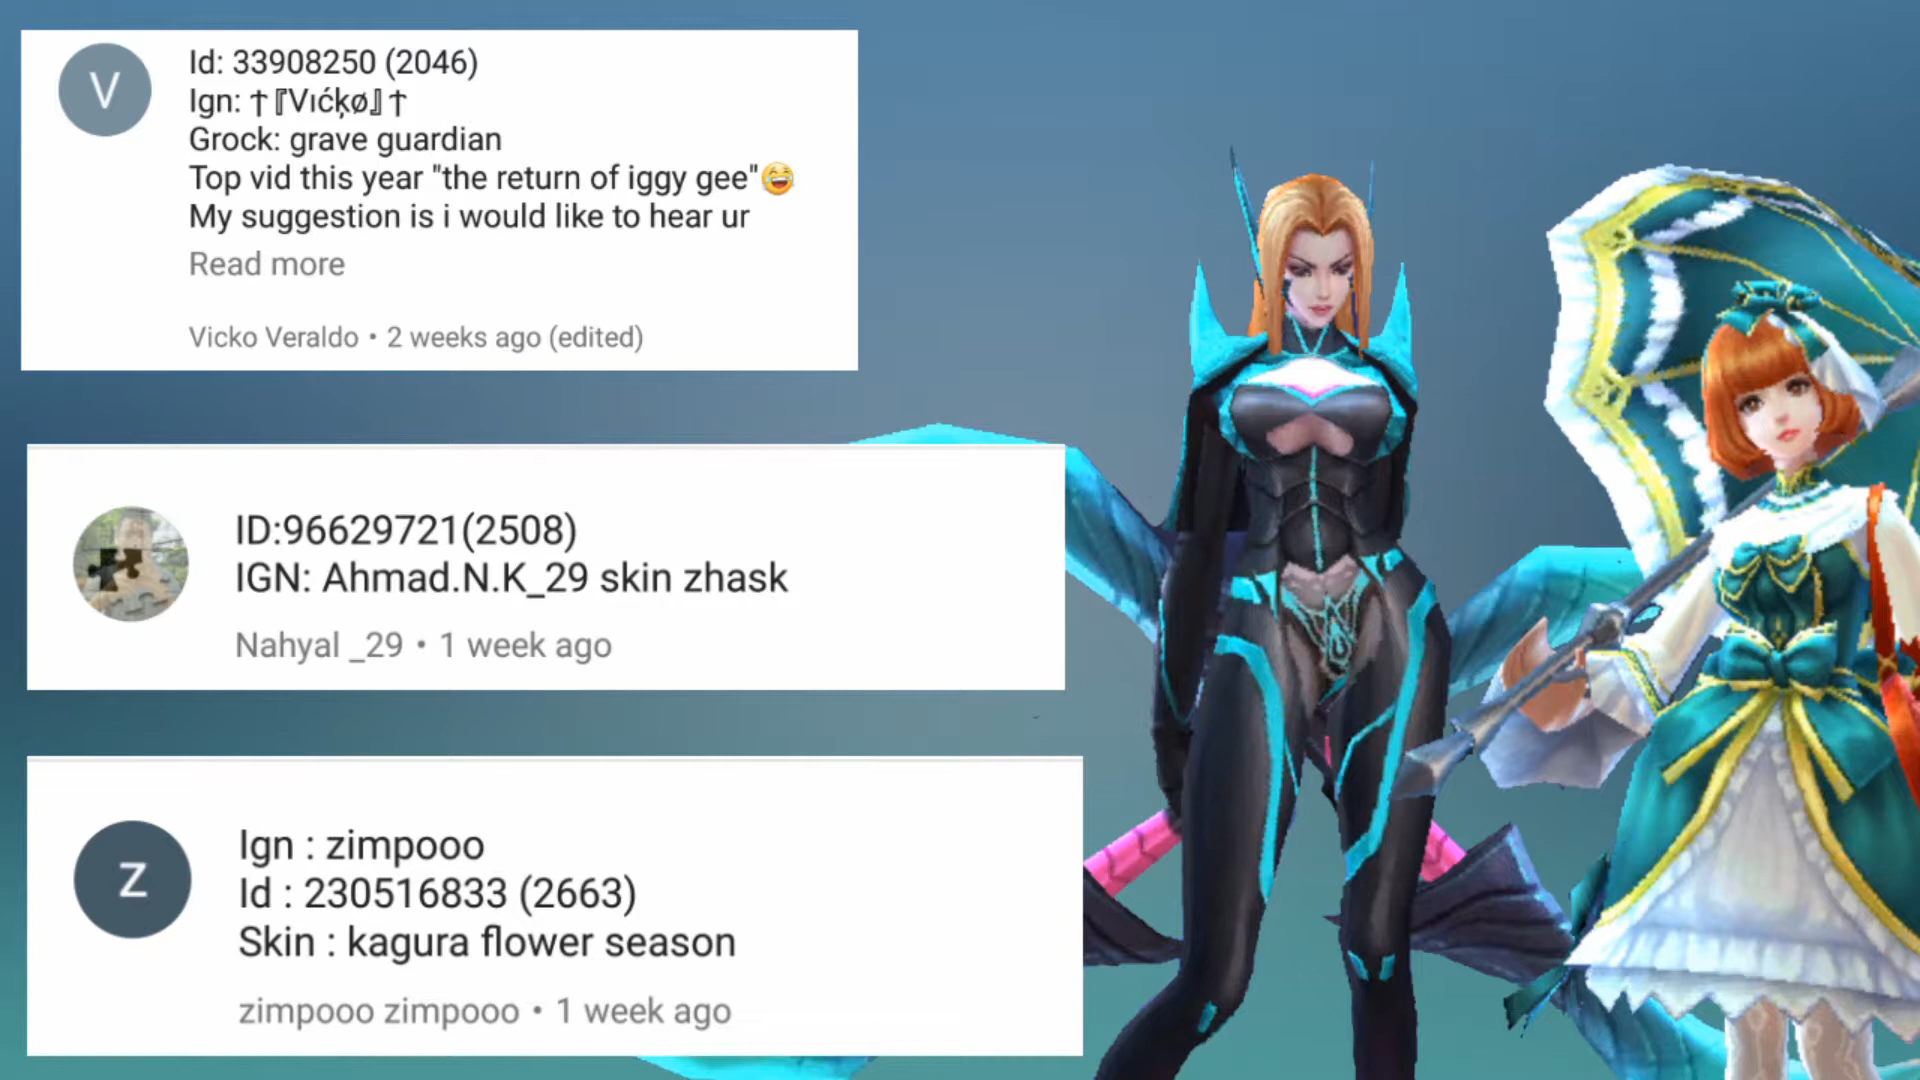 V
Id: 33908250 (2046)
Ign: †『Vıćķø』†
Grock: grave guardian
Top vid this year "the return of iggy gee"😂
My suggestion is i would like to hear ur
Read more
Vicko Veraldo • 2 weeks ago (edited)
ID:96629721(2508)
IGN: Ahmad.N.K_29 skin zhask
Nahyal _29 • 1 week ago
z
Ign : zimpooo
Id : 230516833 (2663)
Skin : kagura flower season
zimpooo zimpooo • 1 week ago